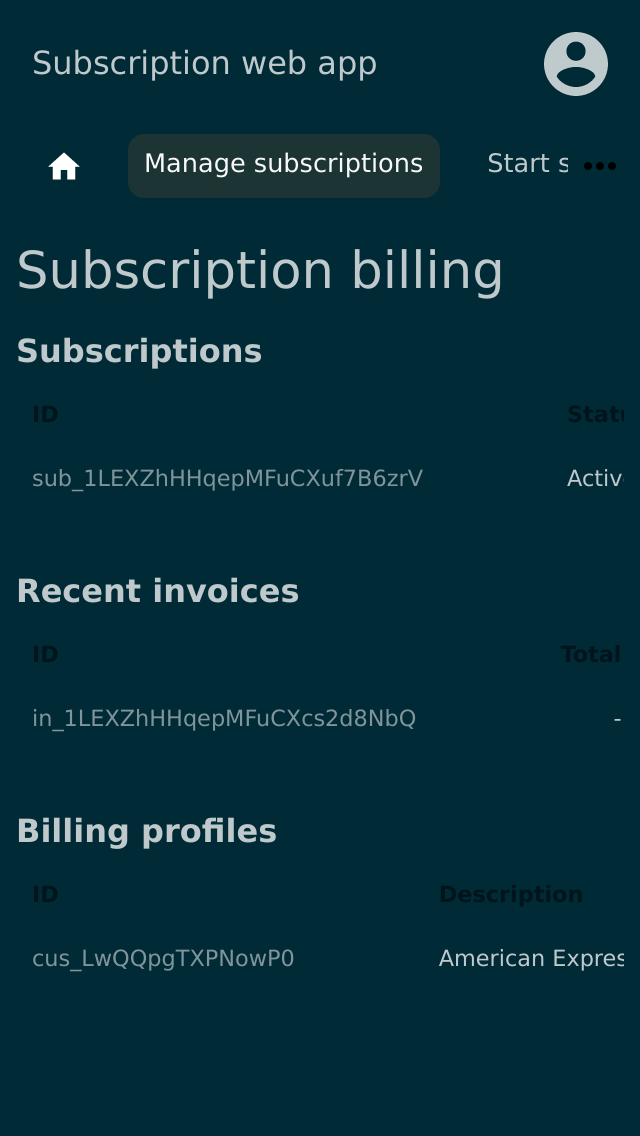 Subscription web app
Manage subscriptions Start s
Subscription billing
Subscriptions
ID Statu
sub_1LEXZhHHqepMFuCXuf7B6zrV Activ
Recent invoices
ID Total
in_1LEXZhHHqepMFuCXcs2d8NbQ -
Billing profiles
ID Description
cus_LwQQpgTXPNowP0 American Expres